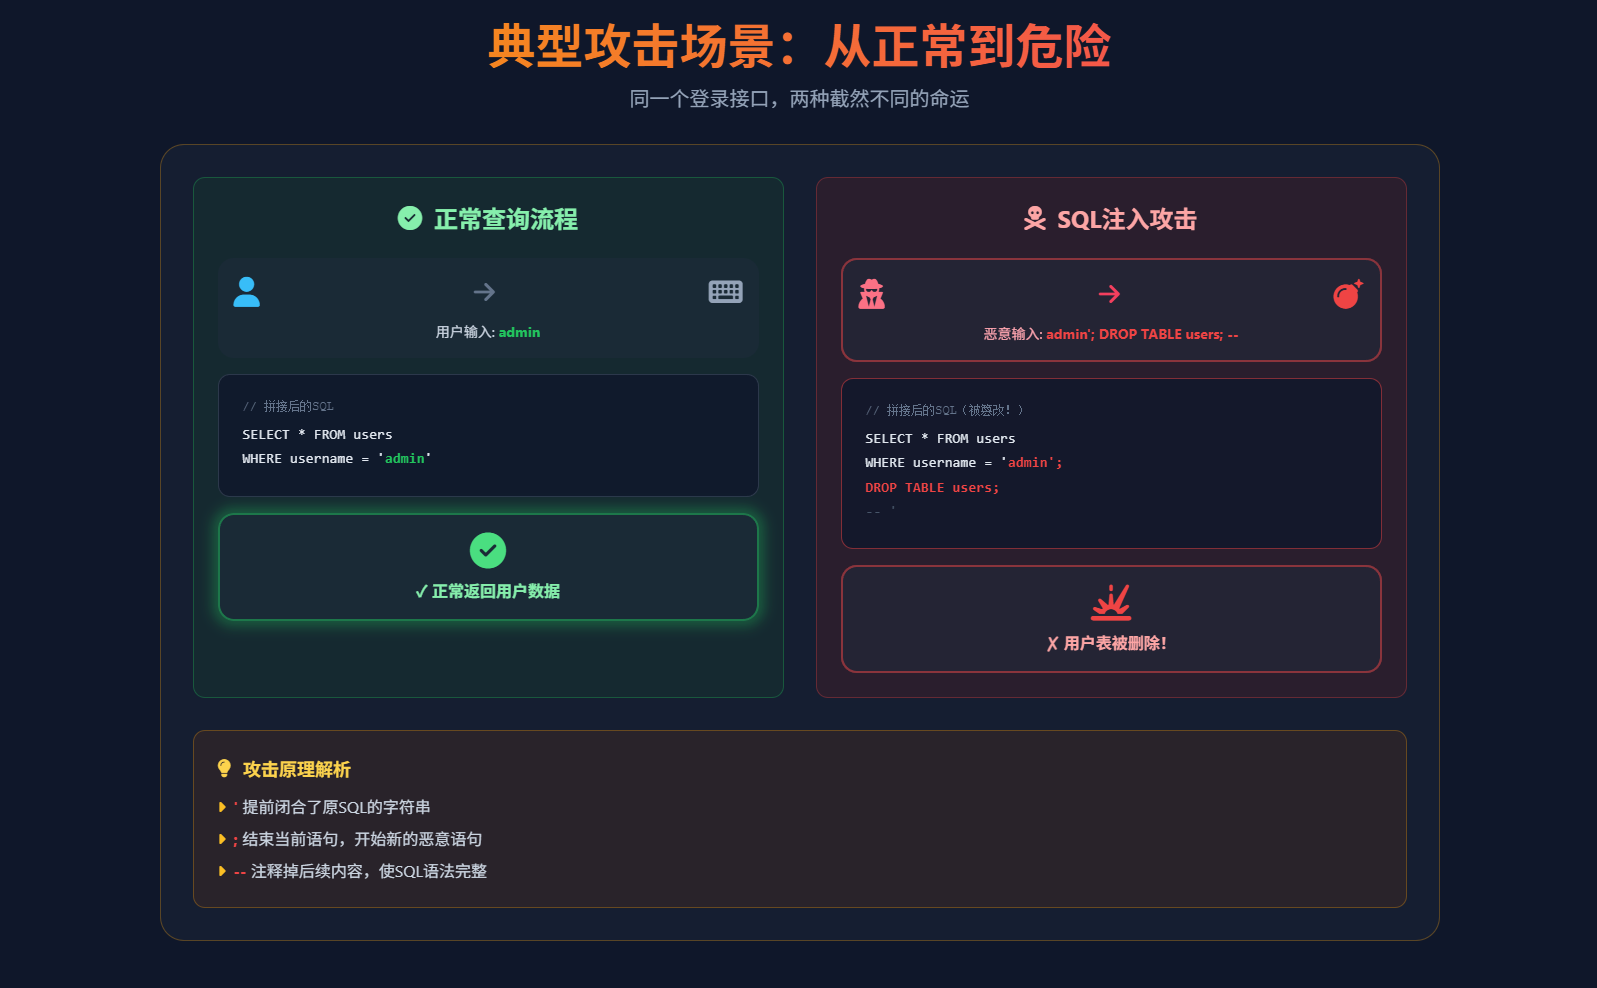 典型攻击场景：从正常到危险
同一个登录接口，两种截然不同的命运
正常查询流程
用户输入: admin
// 拼接后的SQL
SELECT * FROM users
WHERE username = 'admin'
✓ 正常返回用户数据
SQL注入攻击
恶意输入: admin'; DROP TABLE users; --
// 拼接后的SQL（被篡改！）
SELECT * FROM users
WHERE username = 'admin';
DROP TABLE users;
-- '
✗ 用户表被删除！
攻击原理解析
' 提前闭合了原SQL的字符串
; 结束当前语句，开始新的恶意语句
-- 注释掉后续内容，使SQL语法完整